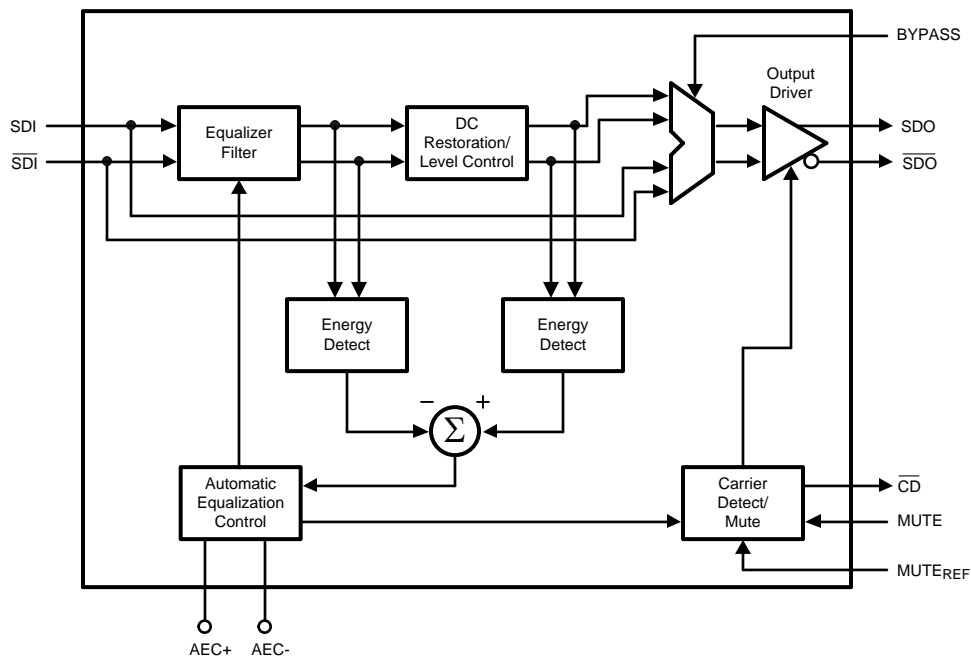 BYPASS
Output
Driver
SDI
Equalizer
Filter
DC
Restoration/
Level Control
SDO
SDI
SDO
Energy
Detect
Energy
Detect
− +
Σ
Automatic
Equalization
Control
Carrier
Detect/
Mute
CD
MUTE
MUTEREF
AEC+ AEC-